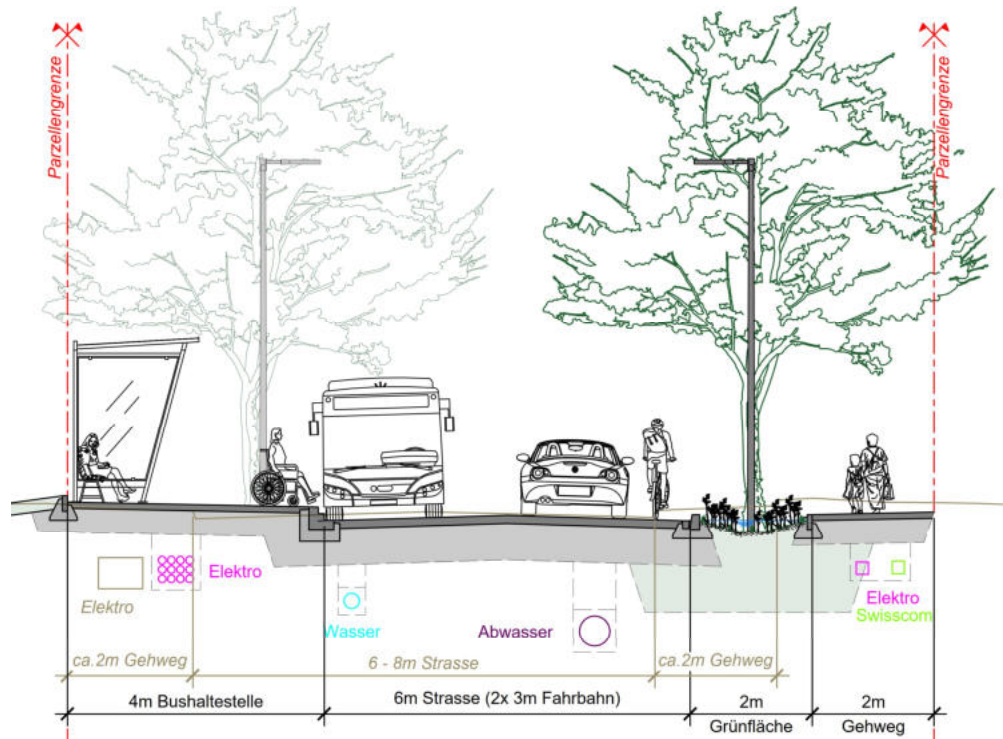 Parzellengrenze
Parzellengrenze
Elektro
Elektro
Wasser
Abwasser
Elektro
Swisscom
ca.2m Gehweg
6 - 8m Strasse
ca.2m Gehweg
4m Bushaltestelle
6m Strasse (2x 3m Fahrbahn)
2m
Grünfläche
2m
Gehweg